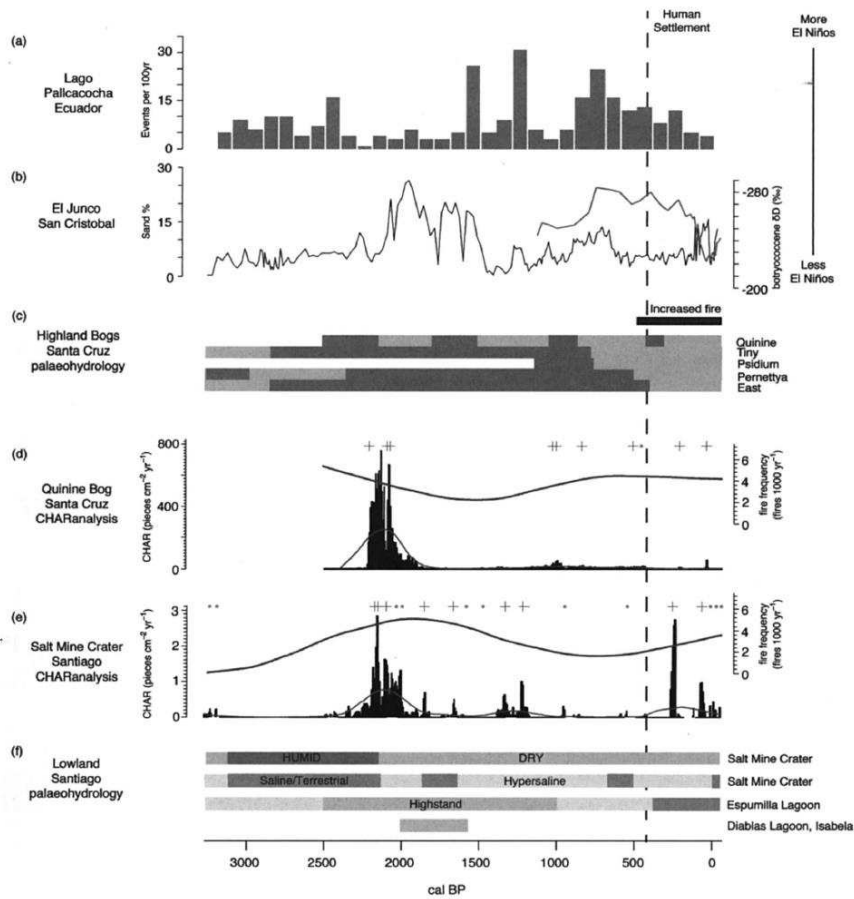 Human
Settlement
More
El Niños
(a)
Lago
Pallcacocha
Ecuador
Events per 100yr
30
15
0
(b)
El Junco
San Cristobal
Sand %
30
15
0
-280
-200
botryococcene δD (‰)
Less
El Niños
Increased fire
(c)
Highland Bogs
Santa Cruz
palaeohydrology
Quinine
Tiny
Psidium
Pernettya
East
(d)
Quinine Bog
Santa Cruz
CHARanalysis
CHAR (pieces cm⁻² yr⁻¹)
800
400
0
6
4
2
0
fire frequency
(fires 1000 yr⁻¹)
(e)
Salt Mine Crater
Santiago
CHARanalysis
CHAR (pieces cm⁻² yr⁻¹)
3
2
1
0
6
4
2
0
fire frequency
(fires 1000 yr⁻¹)
(f)
Lowland
Santiago
palaeohydrology
HUMID
DRY
Salt Mine Crater
Saline/Terrestrial
Hypersaline
Salt Mine Crater
Highstand
Espumilla Lagoon
Diablas Lagoon, Isabela
3000
2500
2000
1500
1000
500
0
cal BP